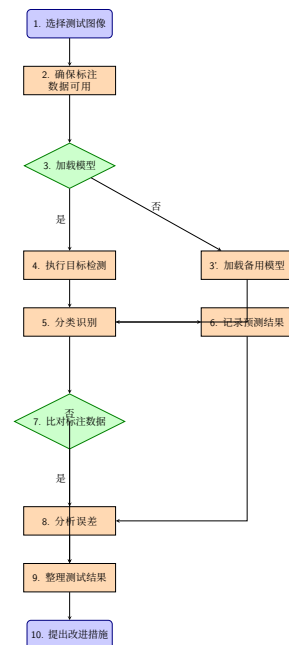 1. 选择测试图像
2. 确保标注
数据可用
3. 加载模型
否
是
4. 执行目标检测
3'. 加载备用模型
5. 分类识别
6. 记录预测结果
否
7. 比对标注数据
是
8. 分析误差
9. 整理测试结果
10. 提出改进措施